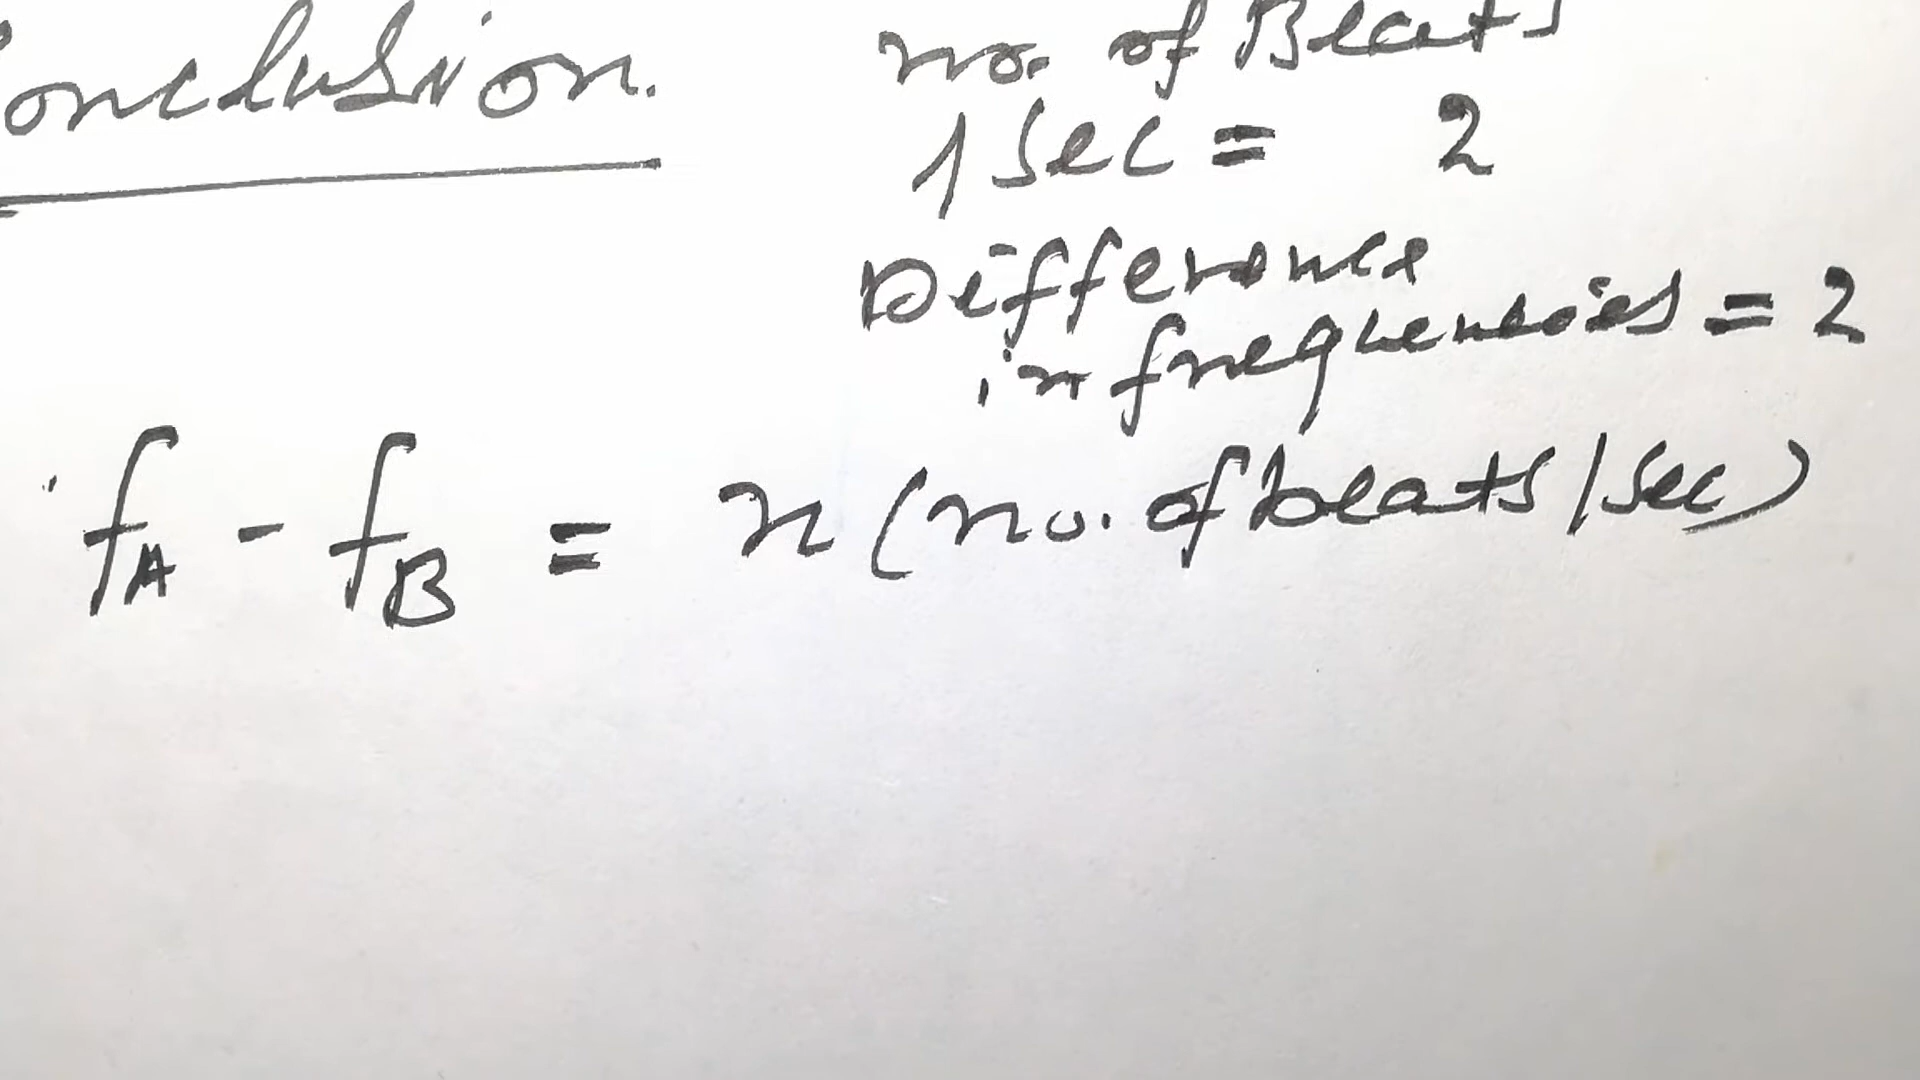 onclusion.
no. of Beats
1 Sec = 2
Difference
in frequencies = 2
fA - fB = n (no. of beats/sec)